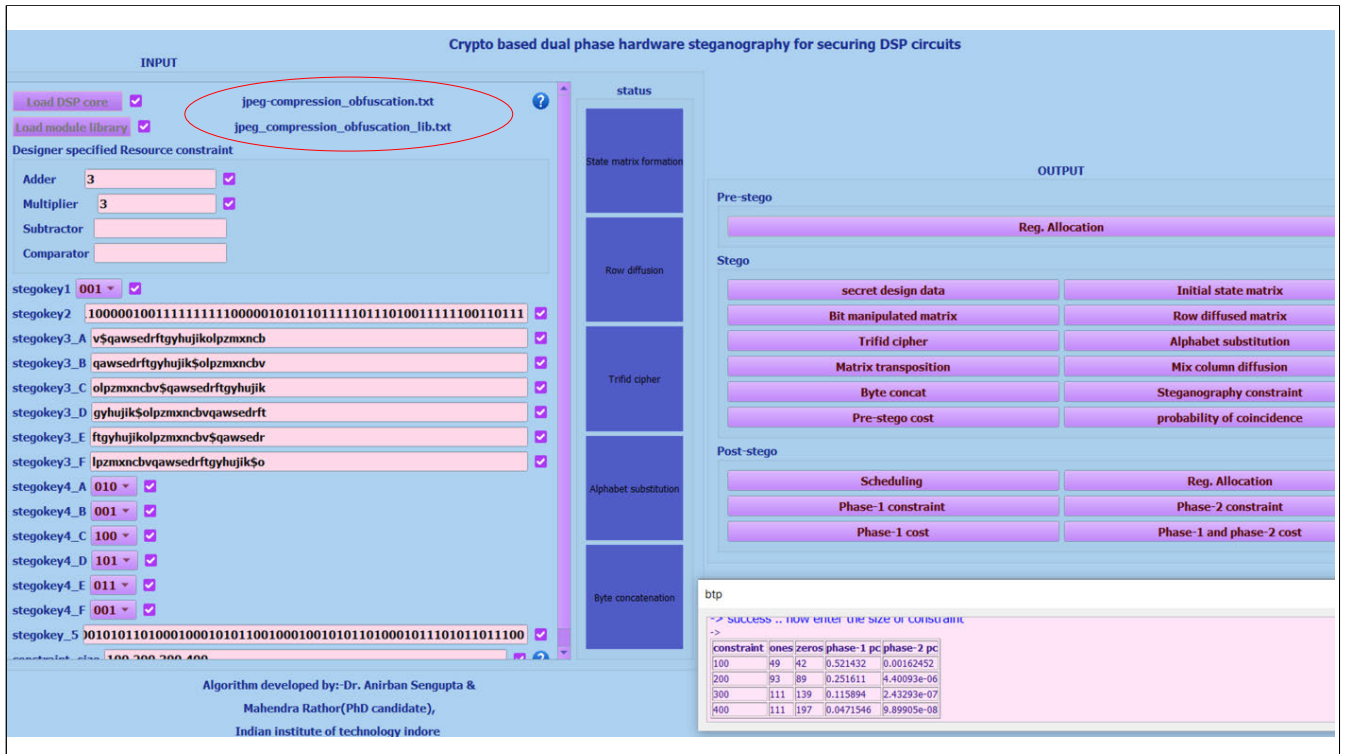 Crypto based dual phase hardware steganography for securing DSP circuits
INPUT
Load DSP core jpeg-compression_obfuscation.txt ?
Load module library jpeg_compression_obfuscation_lib.txt
Designer specified Resource constraint
Adder 3
Multiplier 3
Subtractor
Comparator
stegokey1 001
stegokey2 .100000100111111111100000101011011111011101001111110011​0111
stegokey3_A v$qawsedrftgyhujikolpzmxncb
stegokey3_B qawsedrftgyhujik$olpzmxncbv
stegokey3_C olpzmxncbv$qawsedrftgyhujik
stegokey3_D gyhujik$olpzmxncbvqawsedrft
stegokey3_E ftgyhujikolpzmxncbv$qawsedr
stegokey3_F lpzmxncbvqawsedrftgyhujik$o
stegokey4_A 010
stegokey4_B 001
stegokey4_C 100
stegokey4_D 101
stegokey4_E 011
stegokey4_F 001
stegokey_5 )01010110100010001010110010001001010110100010111010110​11100
constraint_size 100,200,300,400 ?
Algorithm developed by:-Dr. Anirban Sengupta &
Mahendra Rathor(PhD candidate),
Indian institute of technology indore
status
State matrix formation
Row diffusion
Trifid cipher
Alphabet substitution
Byte concatenation
OUTPUT
Pre-stego
Reg. Allocation
Stego
secret design data Initial state matrix
Bit manipulated matrix Row diffused matrix
Trifid cipher Alphabet substitution
Matrix transposition Mix column diffusion
Byte concat Steganography constraint
Pre-stego cost probability of coincidence
Post-stego
Scheduling Reg. Allocation
Phase-1 constraint Phase-2 constraint
Phase-1 cost Phase-1 and phase-2 cost
btp
-> success .. now enter the size of constraint
->
constraint ones zeros phase-1 pc phase-2 pc
100 49 42 0.521432 0.00162452
200 93 89 0.251611 4.40093e-06
300 111 139 0.115894 2.43293e-07
400 111 197 0.0471546 9.89905e-08